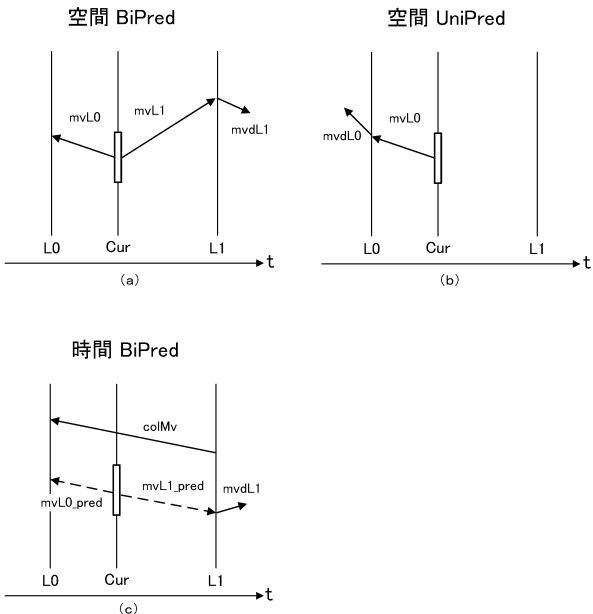 空間 BiPred
空間 UniPred
mvL0
mvL1
mvdL1
L0
Cur
L1
t
(a)
mvdL0
mvL0
L0
Cur
L1
t
(b)
時間 BiPred
colMv
mvL1_pred
mvdL1
mvL0_pred
L0
Cur
L1
t
(c)